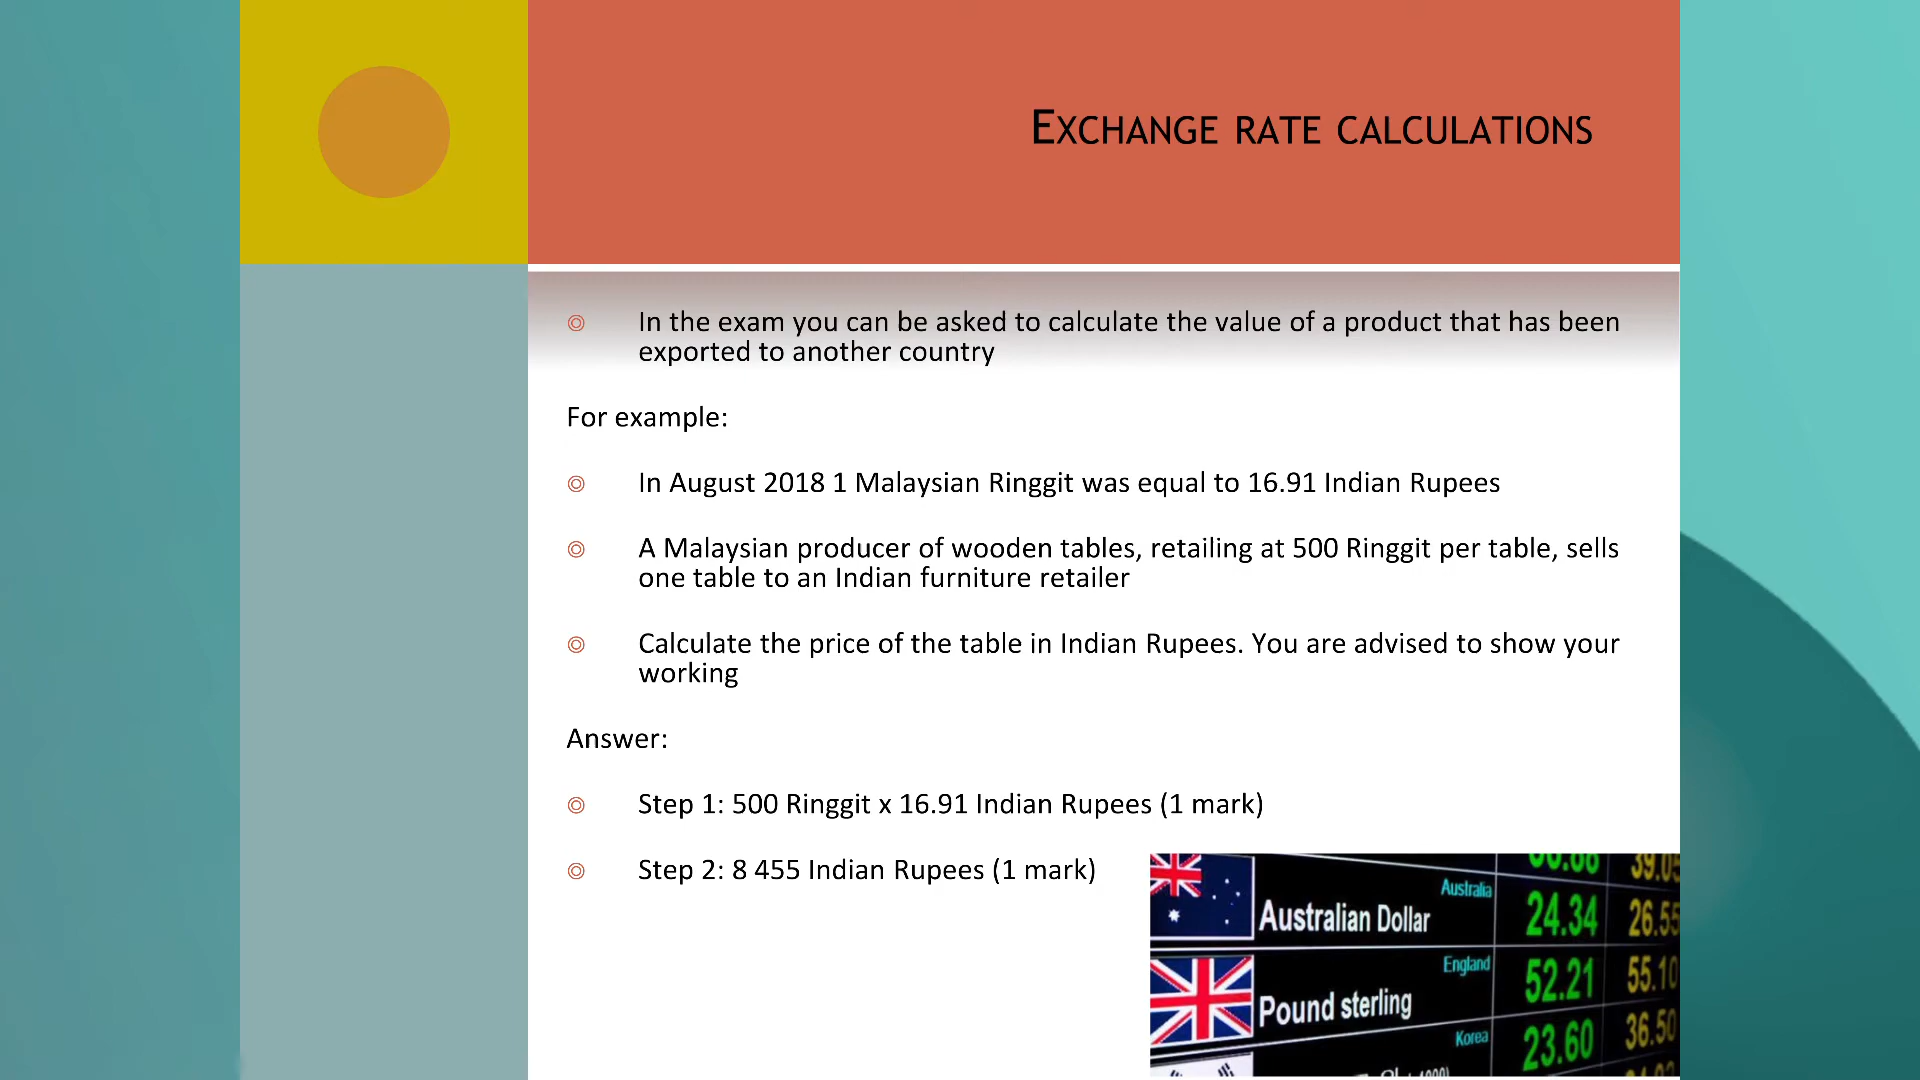 EXCHANGE RATE CALCULATIONS
In the exam you can be asked to calculate the value of a product that has been
exported to another country
For example:
In August 2018 1 Malaysian Ringgit was equal to 16.91 Indian Rupees
A Malaysian producer of wooden tables, retailing at 500 Ringgit per table, sells
one table to an Indian furniture retailer
Calculate the price of the table in Indian Rupees. You are advised to show your
working
Answer:
Step 1: 500 Ringgit x 16.91 Indian Rupees (1 mark)
Step 2: 8 455 Indian Rupees (1 mark)
39.05
Australia
Australian Dollar 24.34 26.55
England
Pound sterling 52.21 55.10
Korea
23.60 36.50